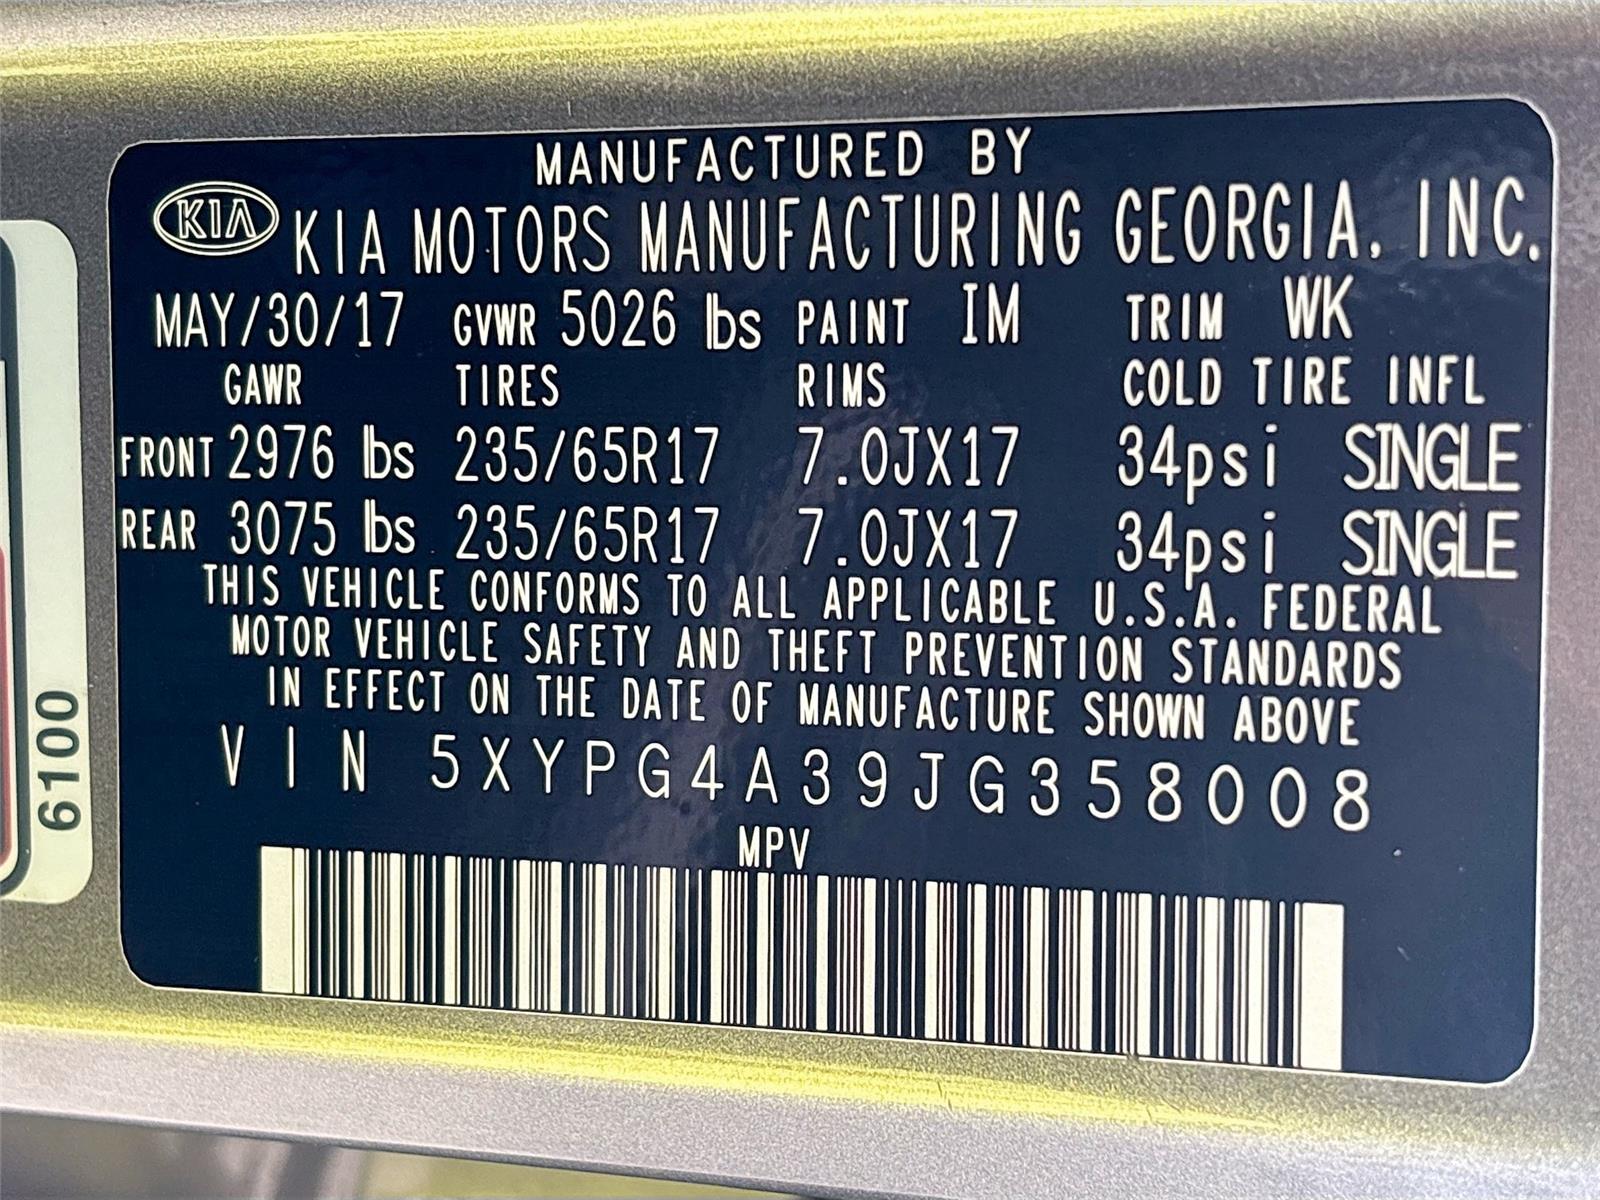 MANUFACTURED BY
KIA KIA MOTORS MANUFACTURING GEORGIA, INC.
MAY/30/17 GVWR 5026 lbs PAINT IM TRIM WK
GAWR TIRES RIMS COLD TIRE INFL
FRONT 2976 lbs 235/65R17 7.0JX17 34psi SINGLE
REAR 3075 lbs 235/65R17 7.0JX17 34psi SINGLE
THIS VEHICLE CONFORMS TO ALL APPLICABLE U.S.A. FEDERAL
MOTOR VEHICLE SAFETY AND THEFT PREVENTION STANDARDS
IN EFFECT ON THE DATE OF MANUFACTURE SHOWN ABOVE
VIN 5XYPG4A39JG358008
MPV
6100